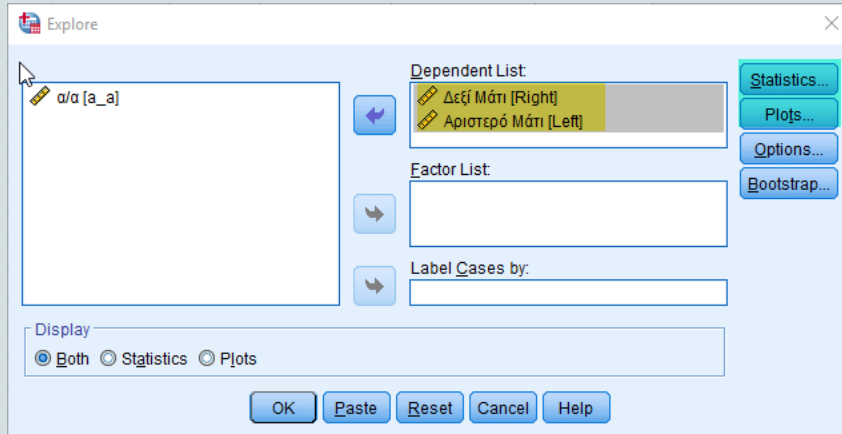 Explore
α/α [a_a]
Dependent List:
Δεξί Μάτι [Right]
Αριστερό Μάτι [Left]
Factor List:
Label Cases by:
Statistics...
Plots...
Options...
Bootstrap...
Display
Both Statistics Plots
OK Paste Reset Cancel Help